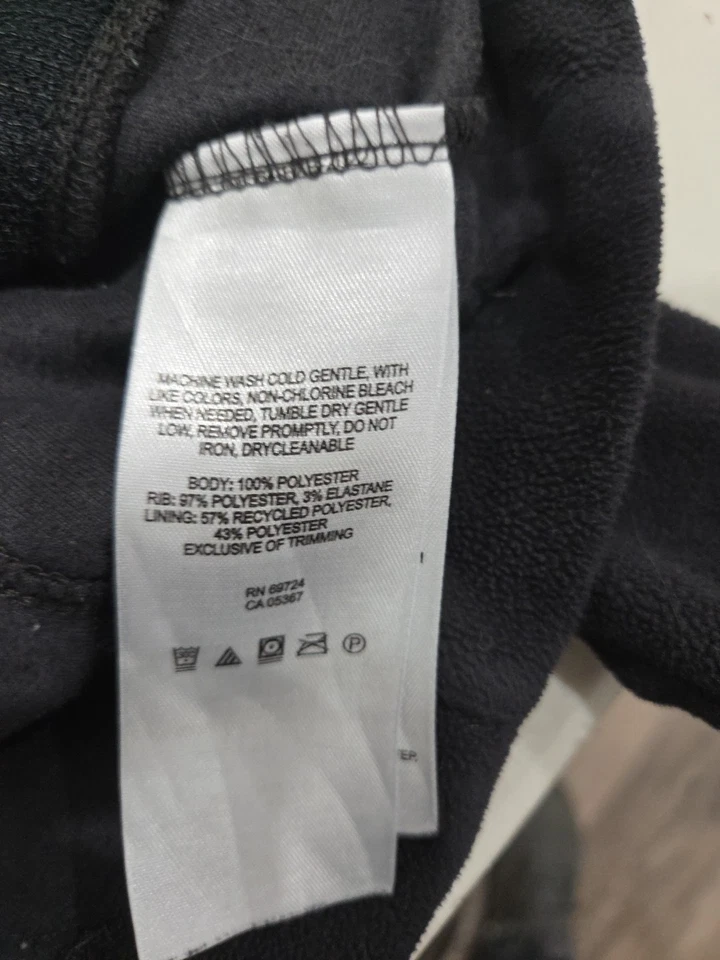 MACHINE WASH COLD GENTLE, WITH
LIKE COLORS, NON-CHLORINE BLEACH
WHEN NEEDED, TUMBLE DRY GENTLE
LOW, REMOVE PROMPTLY, DO NOT
IRON, DRYCLEANABLE
BODY: 100% POLYESTER
RIB: 97% POLYESTER, 3% ELASTANE
LINING: 57% RECYCLED POLYESTER,
43% POLYESTER
EXCLUSIVE OF TRIMMING
RN 69724
CA 05367
P